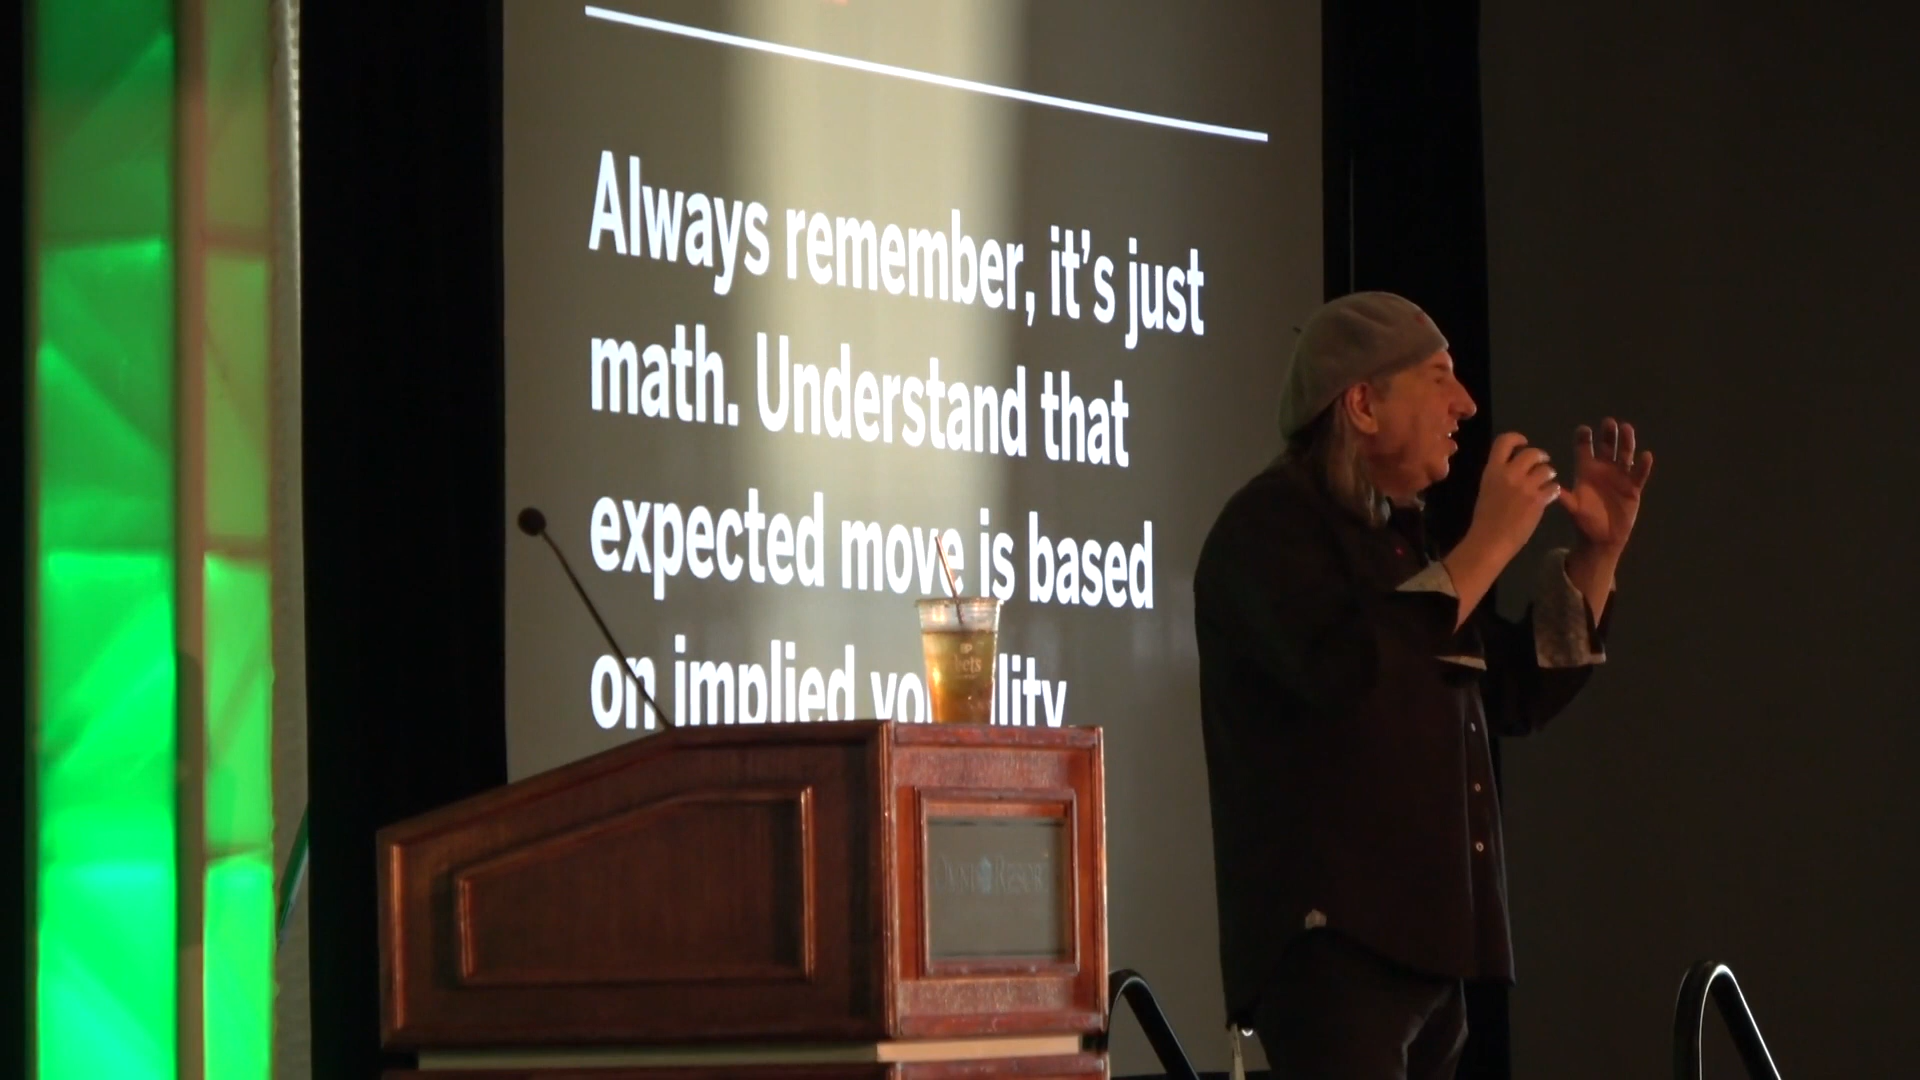 Always remember, it's just
math. Understand that
expected move is based
on implied